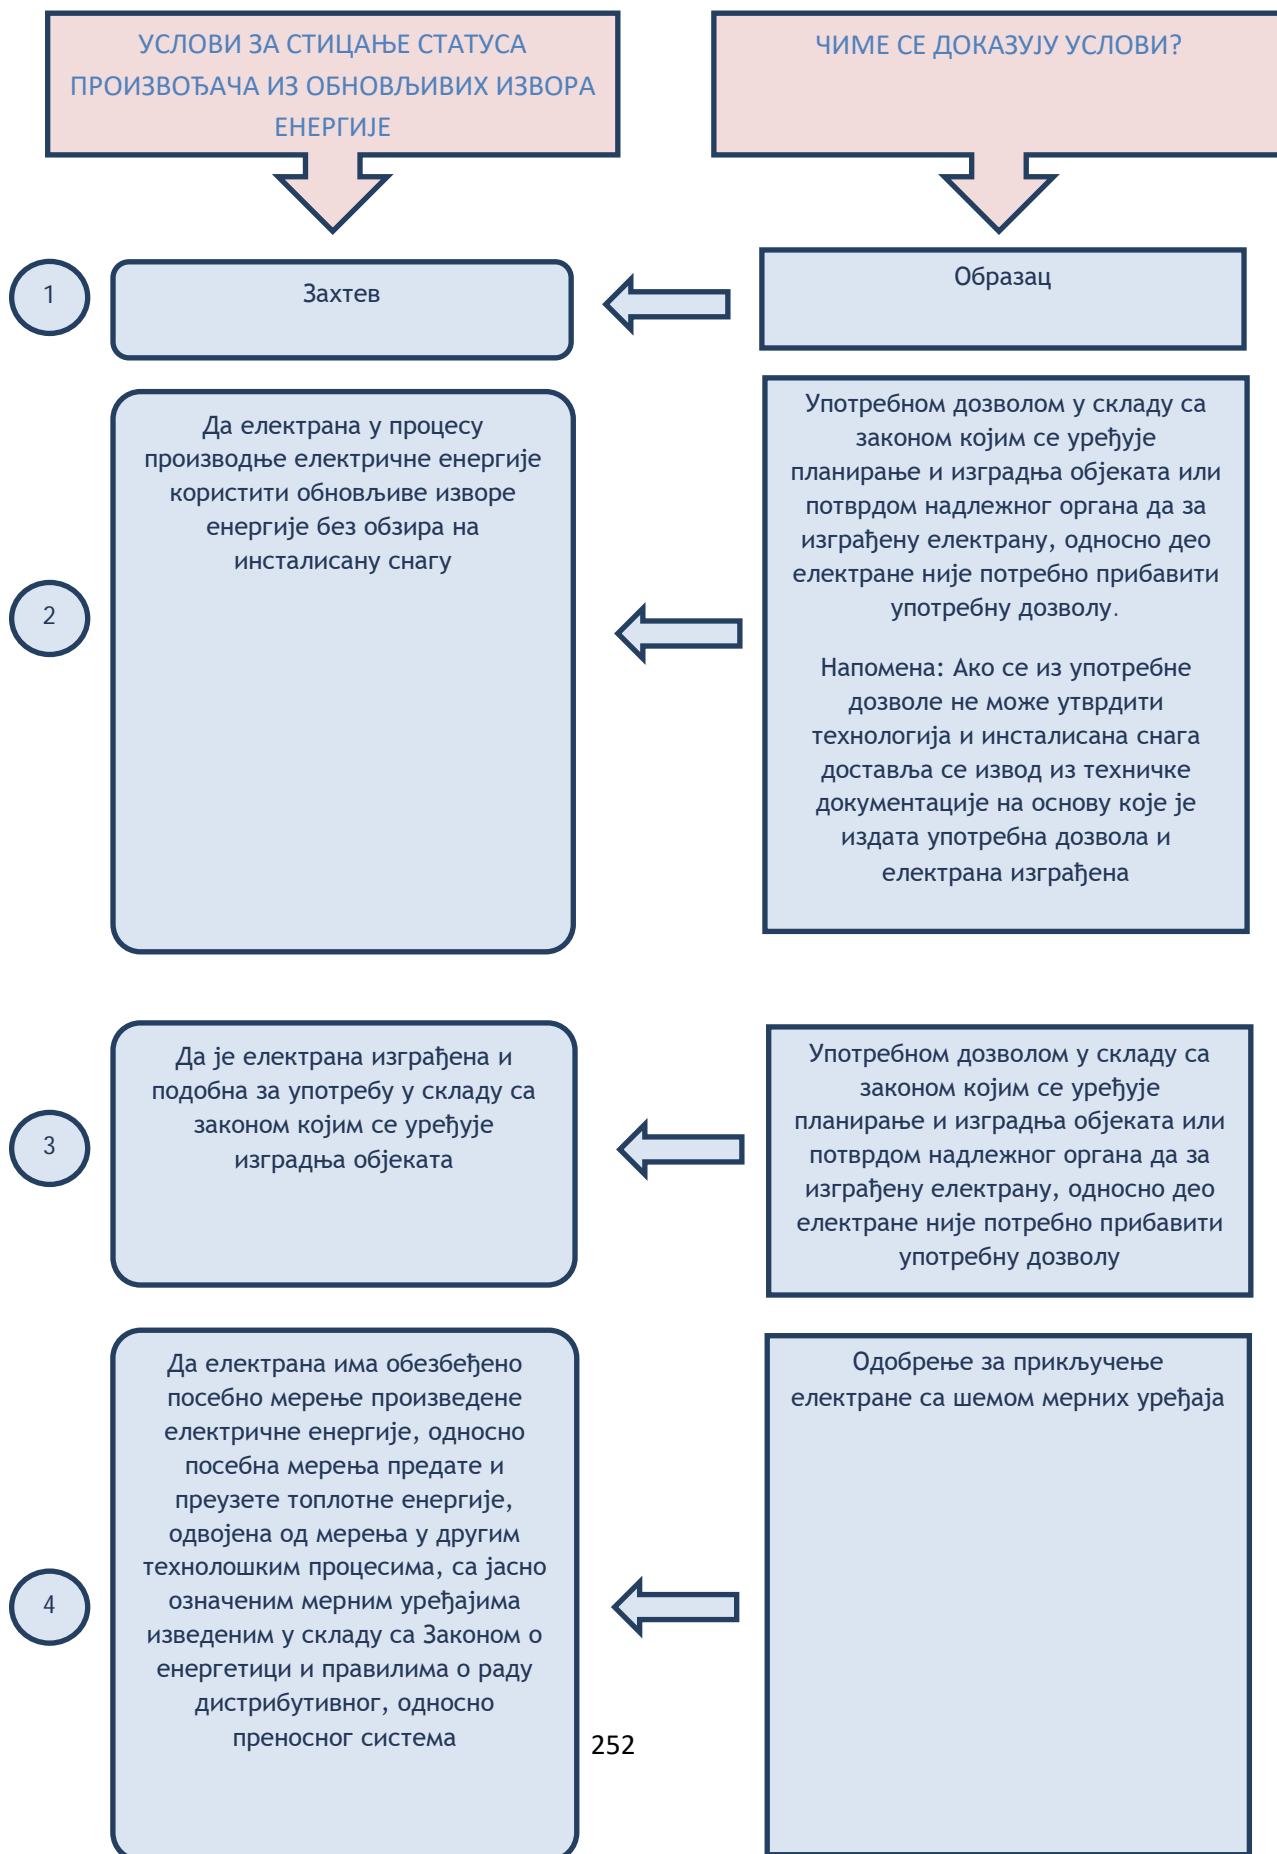 УСЛОВИ ЗА СТИЦАЊЕ СТАТУСА
ПРОИЗВОЂАЧА ИЗ ОБНОВЉИВИХ ИЗВОРА
ЕНЕРГИЈЕ
ЧИМЕ СЕ ДОКАЗУЈУ УСЛОВИ?
1
Захтев
Образац
2
Да електрана у процесу
производње електричне енергије
користити обновљиве изворе
енергије без обзира на
инсталисану снагу
Употребном дозволом у складу са
законом којим се уређује
планирање и изградња објеката или
потврдом надлежног органа да за
изграђену електрану, односно део
електране није потребно прибавити
употребну дозволу.
Напомена: Ако се из употребне
дозволе не може утврдити
технологија и инсталисана снага
доставља се извод из техничке
документације на основу које је
издата употребна дозвола и
електрана изграђена
3
Да је електрана изграђена и
подобна за употребу у складу са
законом којим се уређује
изградња објеката
Употребном дозволом у складу са
законом којим се уређује
планирање и изградња објеката или
потврдом надлежног органа да за
изграђену електрану, односно део
електране није потребно прибавити
употребну дозволу
4
Да електрана има обезбеђено
посебно мерење произведене
електричне енергије, односно
посебна мерења предате и
преузете топлотне енергије,
одвојена од мерења у другим
технолошким процесима, са јасно
означеним мерним уређајима
изведеним у складу са Законом о
енергетици и правилима о раду
дистрибутивног, односно
преносног система
Одобрење за прикључење
електране са шемом мерних уређаја
252